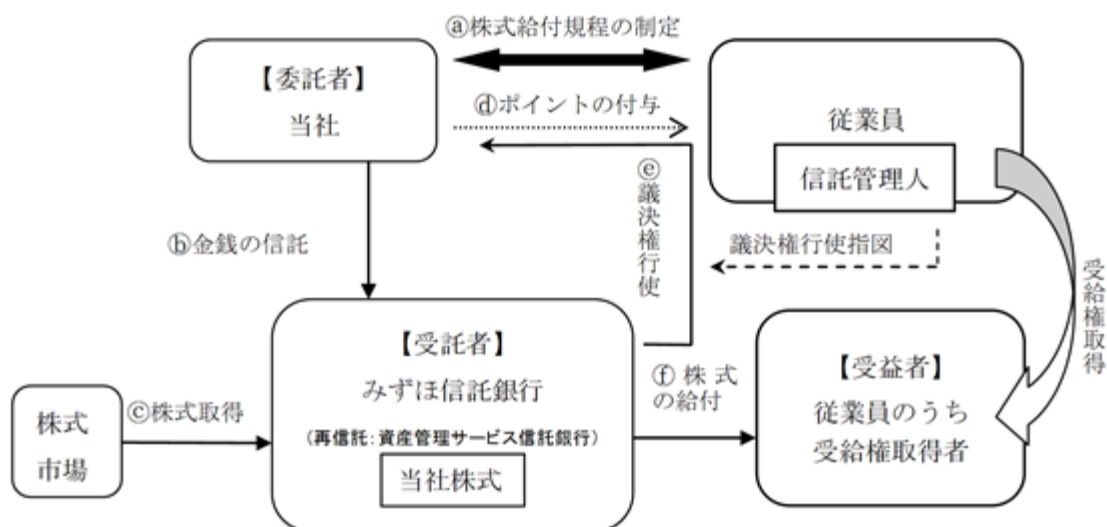 ⓐ株式給付規程の制定
【委託者】
当社
ⓓポイントの付与
従業員
信託管理人
ⓔ議決権行使
議決権行使指図
ⓑ金銭の信託
受給権取得
【受託者】
みずほ信託銀行
(再信託:資産管理サービス信託銀行)
当社株式
ⓕ株式
の給付
【受益者】
従業員のうち
受給権取得者
株式
市場
ⓒ株式取得